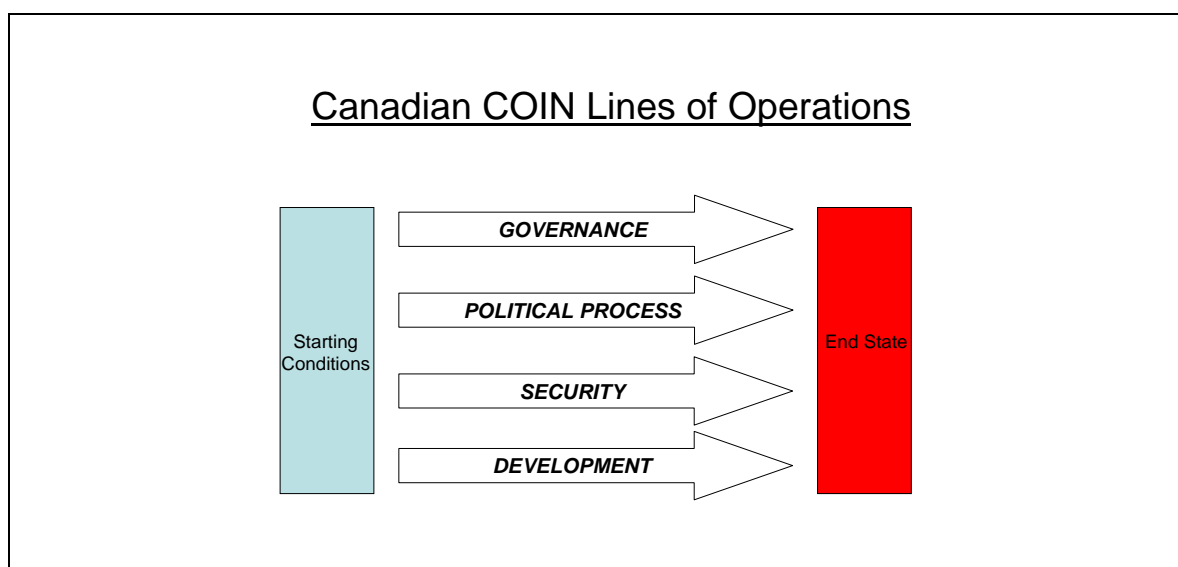 Canadian COIN Lines of Operations
GOVERNANCE
POLITICAL PROCESS
Starting
Conditions
End State
SECURITY
DEVELOPMENT